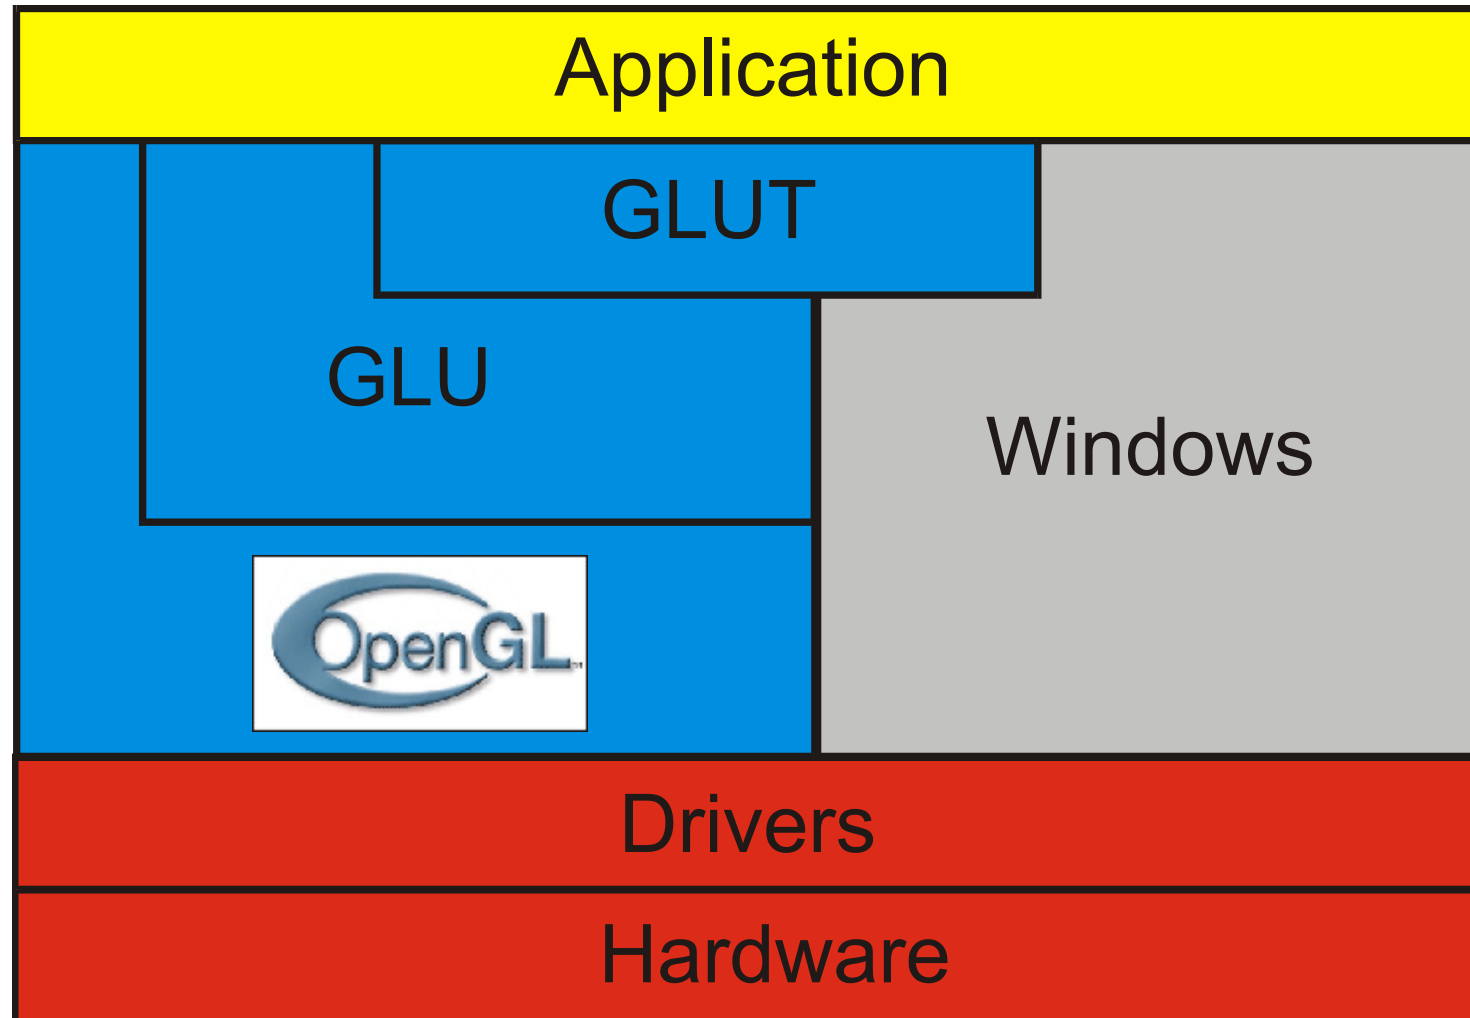 Application
GLUT
GLU
Windows
OpenGL
Drivers
Hardware